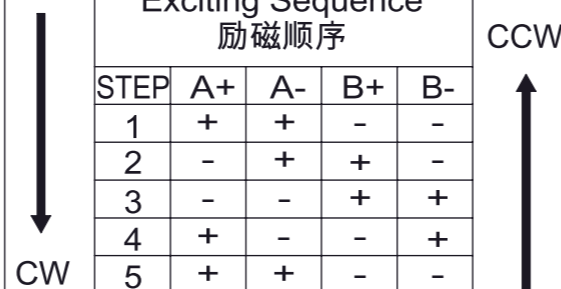 Exciting Sequence
励磁顺序
CCW
STEP A+ A- B+ B-
1 + + - -
2 - + + -
3 - - + +
4 + - - +
CW
5 + + - -